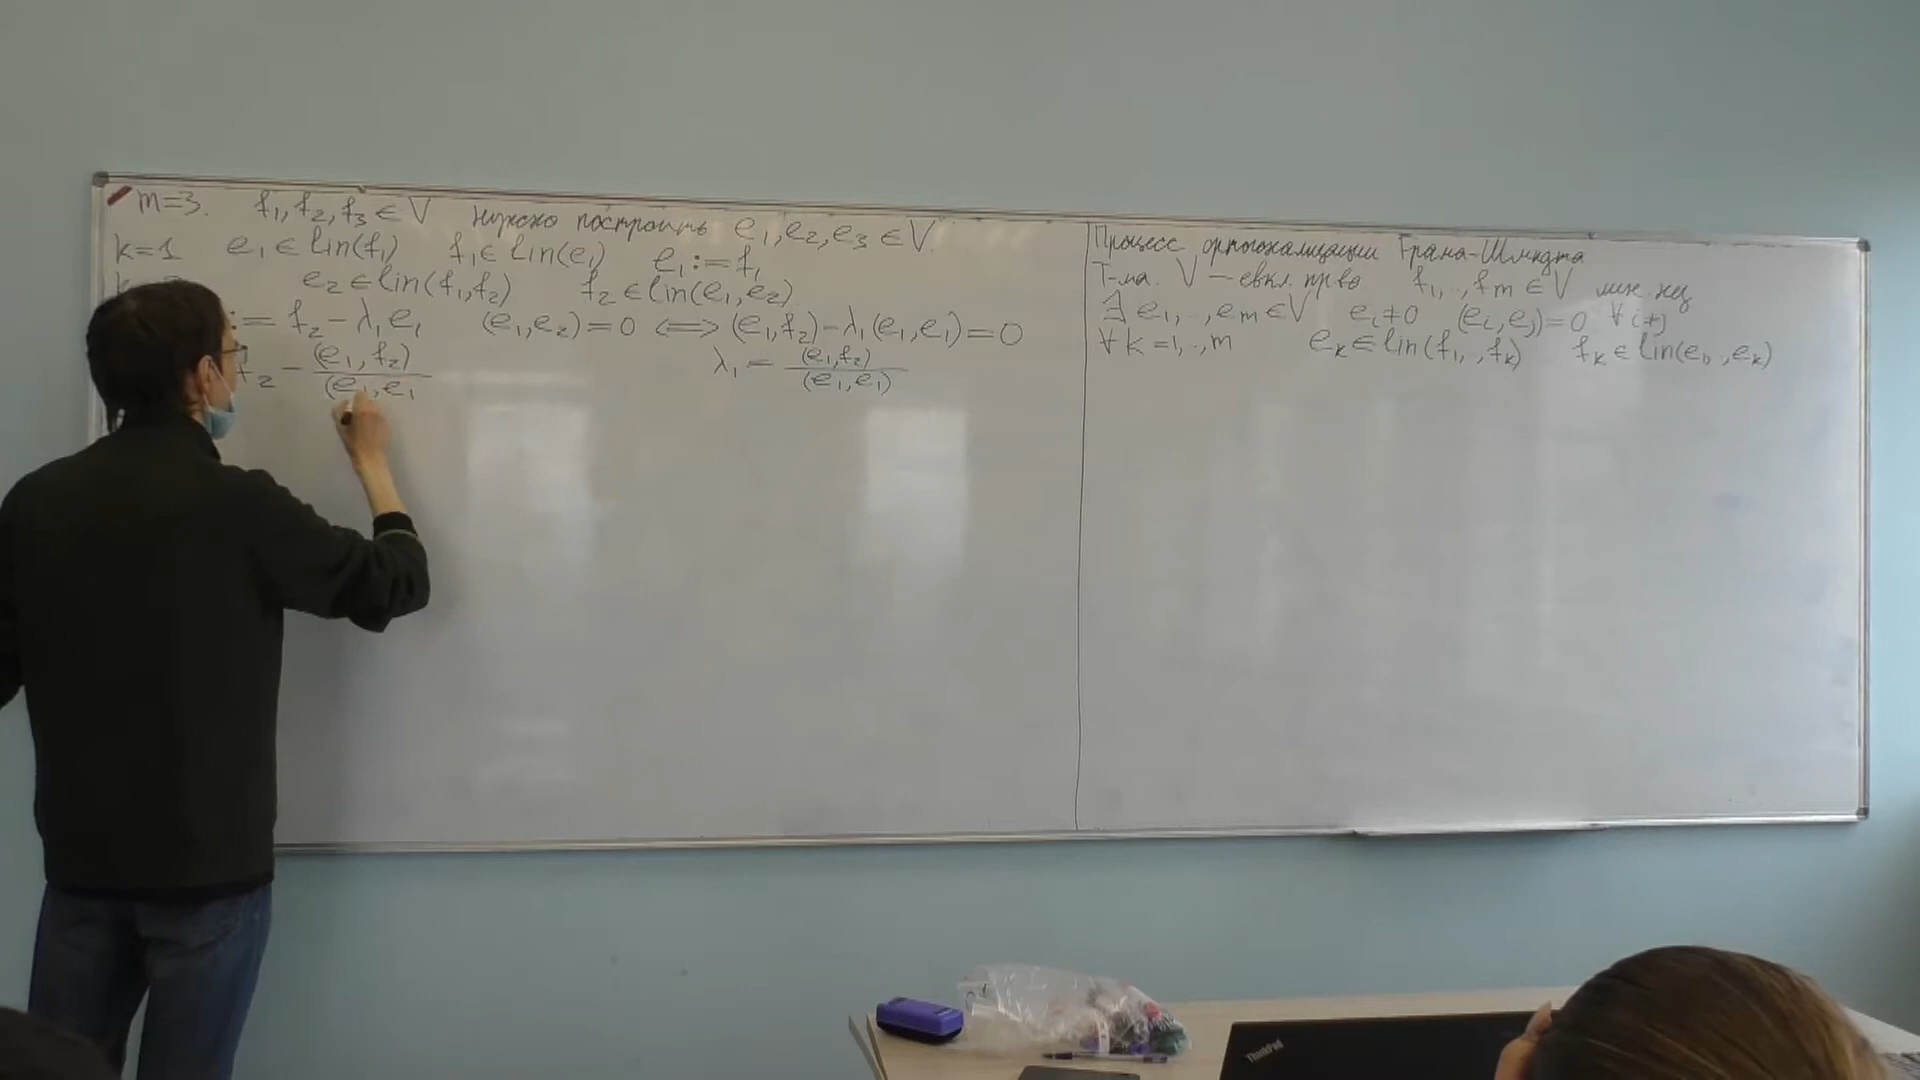 m=3. f₁, f₂, f₃ ∈ V нужно построить e₁, e₂, e₃ ∈ V.
k=1 e₁ ∈ lin(f₁) f₁ ∈ lin(e₁) e₁ := f₁
e₂ ∈ lin(f₁, f₂) f₂ ∈ lin(e₁, e₂)
:= f₂ − λ₁e₁ (e₁, e₂) = 0 ⟺ (e₁, f₂) − λ₁(e₁, e₁) = 0
f₂ − (e₁, f₂)/(e₁, e₁ λ₁ = (e₁, f₂)/(e₁, e₁)
Процесс ортогонализации Грама-Шмидта
Т-ма. V — евкл. пр-во f₁, .., fm ∈ V лин. нез
∃ e₁, .., em ∈ V eᵢ ≠ 0 (eᵢ, eⱼ) = 0 ∀ i ≠ j
∀ k = 1, .., m eₖ ∈ lin(f₁, .., fₖ) fₖ ∈ lin(e₁, .., eₖ)
ThinkPad